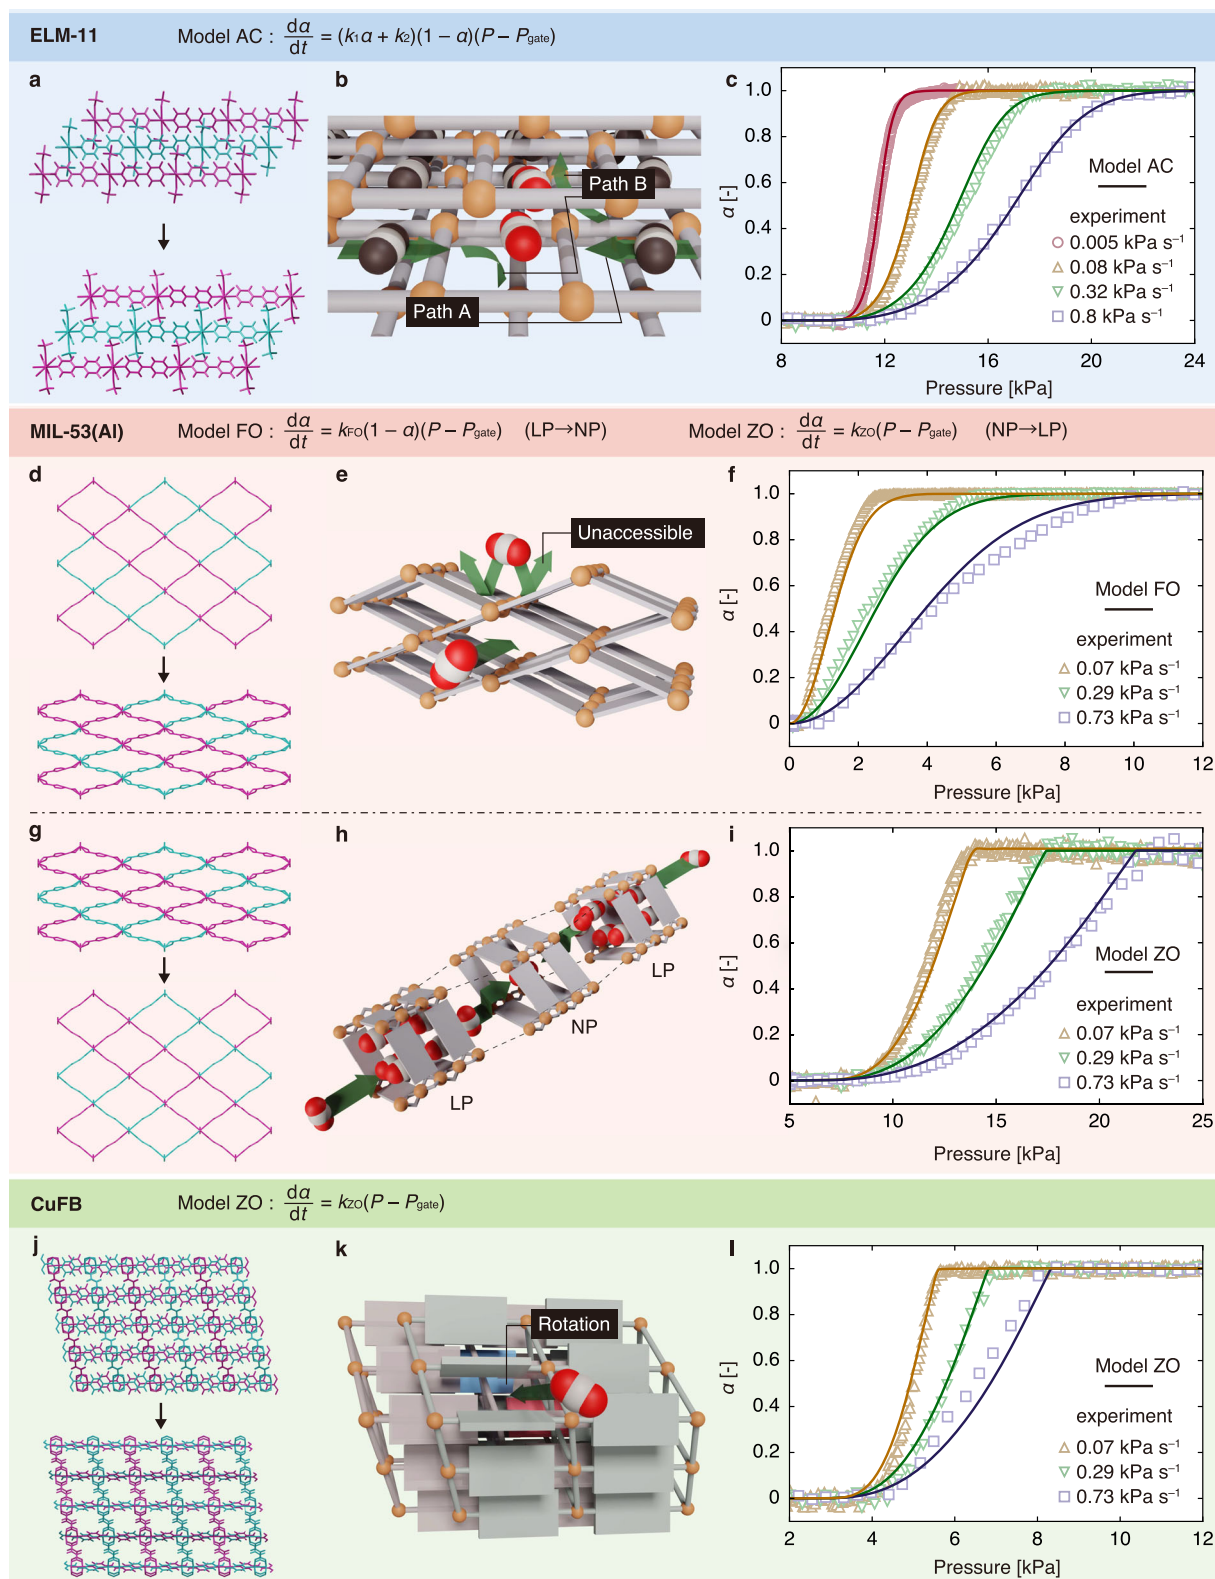 ELM-11 Model AC : dα/dt = (k₁α + k₂)(1 − α)(P − Pgate)
a
b
Path B
Path A
c
1.0
0.8
0.6
0.4
0.2
0
α [-]
Model AC
experiment
0.005 kPa s⁻¹
0.08 kPa s⁻¹
0.32 kPa s⁻¹
0.8 kPa s⁻¹
8 12 16 20 24
Pressure [kPa]
MIL-53(Al) Model FO : dα/dt = kFO(1 − α)(P − Pgate) (LP→NP) Model ZO : dα/dt = kZO(P − Pgate) (NP→LP)
d
e
Unaccessible
f
1.0
0.8
0.6
0.4
0.2
0
α [-]
Model FO
experiment
0.07 kPa s⁻¹
0.29 kPa s⁻¹
0.73 kPa s⁻¹
0 2 4 6 8 10 12
Pressure [kPa]
g
h
LP
NP
LP
i
1.0
0.8
0.6
0.4
0.2
0
α [-]
Model ZO
experiment
0.07 kPa s⁻¹
0.29 kPa s⁻¹
0.73 kPa s⁻¹
5 10 15 20 25
Pressure [kPa]
CuFB Model ZO : dα/dt = kZO(P − Pgate)
j
k
Rotation
l
1.0
0.8
0.6
0.4
0.2
0
α [-]
Model ZO
experiment
0.07 kPa s⁻¹
0.29 kPa s⁻¹
0.73 kPa s⁻¹
2 4 6 8 10 12
Pressure [kPa]